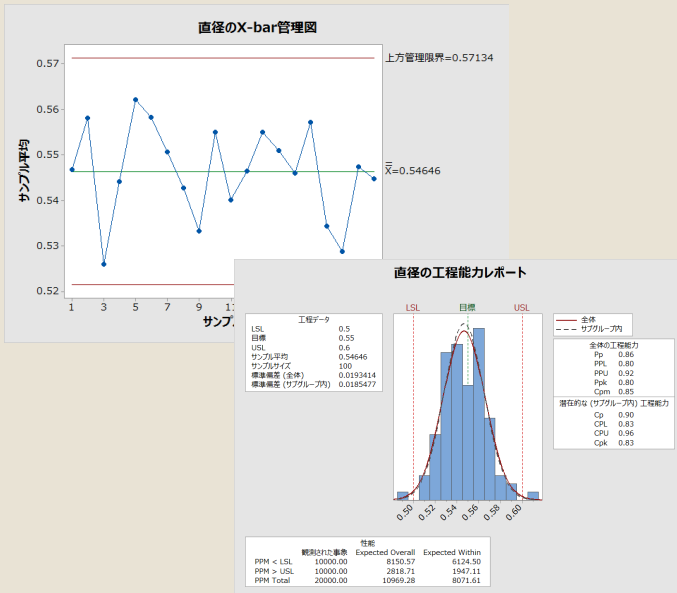 直径のX-bar管理図
0.57
0.56
0.55
0.54
0.53
0.52
サンプル平均
上方管理限界=0.57134
X=0.54646
1 3 5 7 9
サンプ
直径の工程能力レポート
工程データ
LSL 0.5
目標 0.55
USL 0.6
サンプル平均 0.54646
サンプルサイズ 100
標準偏差 (全体) 0.0193414
標準偏差 (サブグループ内) 0.0185477
LSL 目標 USL
0.50 0.52 0.54 0.56 0.58 0.60
全体
サブグループ内
全体の工程能力
Pp 0.86
PPL 0.80
PPU 0.92
Ppk 0.80
Cpm 0.85
潜在的な (サブグループ内) 工程能力
Cp 0.90
CPL 0.83
CPU 0.96
Cpk 0.83
性能
観測された事象 Expected Overall Expected Within
PPM < LSL 10000.00 8150.57 6124.50
PPM > USL 10000.00 2818.71 1947.11
PPM Total 20000.00 10969.28 8071.61